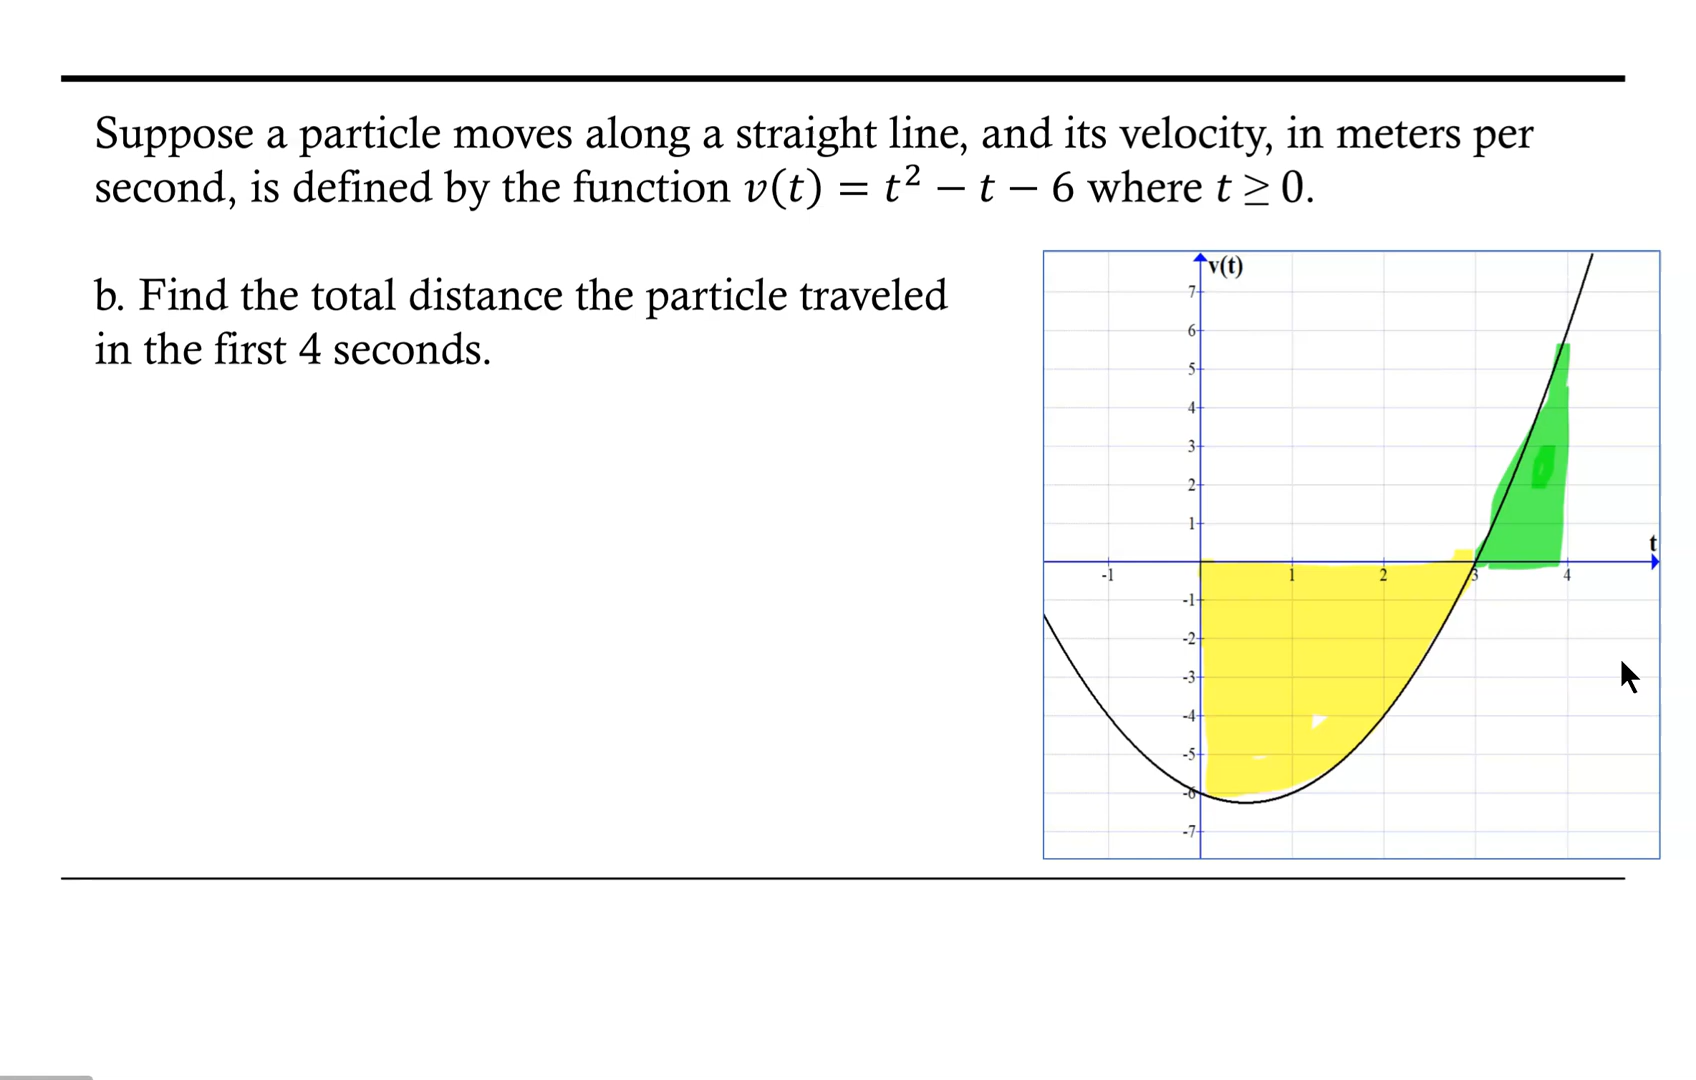 Suppose a particle moves along a straight line, and its velocity, in meters per
second, is defined by the function v(t) = t² − t − 6 where t ≥ 0.
b. Find the total distance the particle traveled
in the first 4 seconds.
v(t)
7
6
5
4
3
2
1
t
-1 1 2 3 4
-1
-2
-3
-4
-5
-6
-7